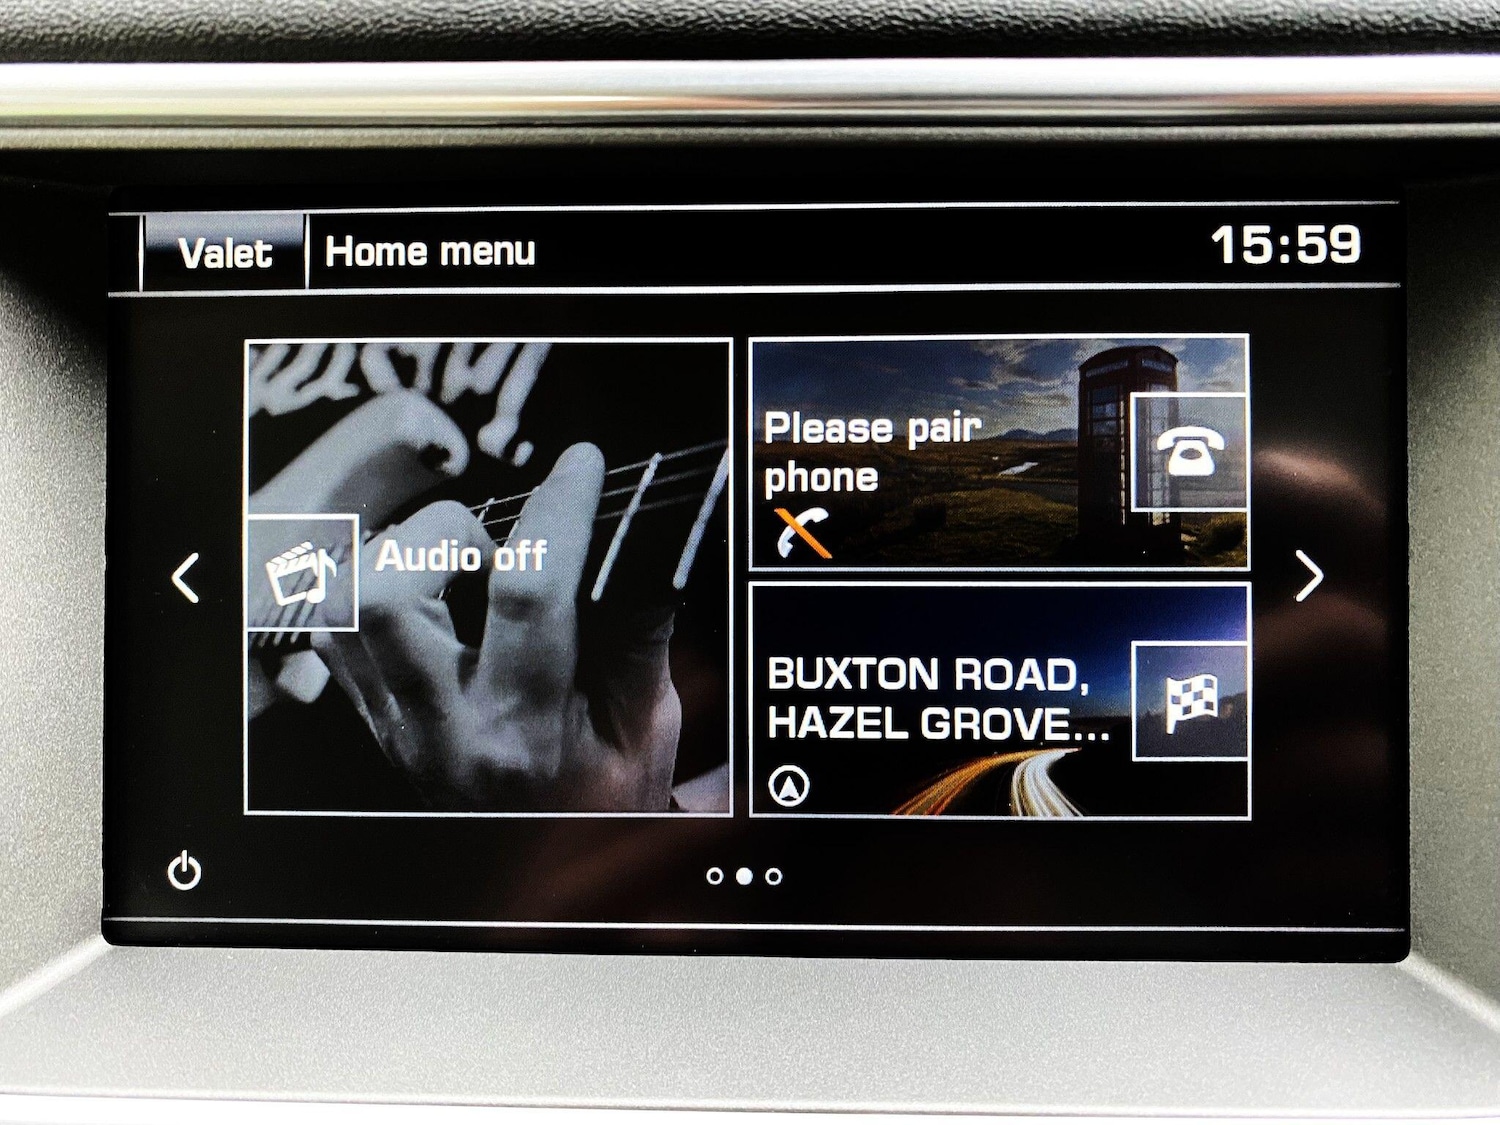 Valet
Home menu
15:59
Audio off
Please pair
phone
BUXTON ROAD,
HAZEL GROVE...